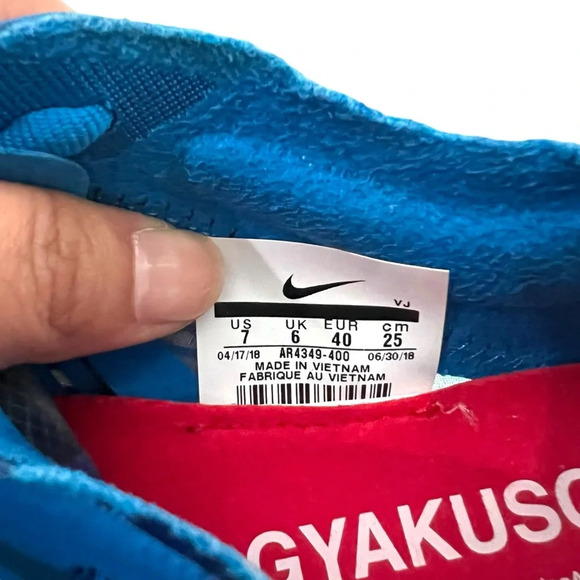 VJ
US UK EUR cm
7 6 40 25
04/17/18 AR4349-400 06/30/18
MADE IN VIETNAM
FABRIQUE AU VIETNAM
GYAKUSO